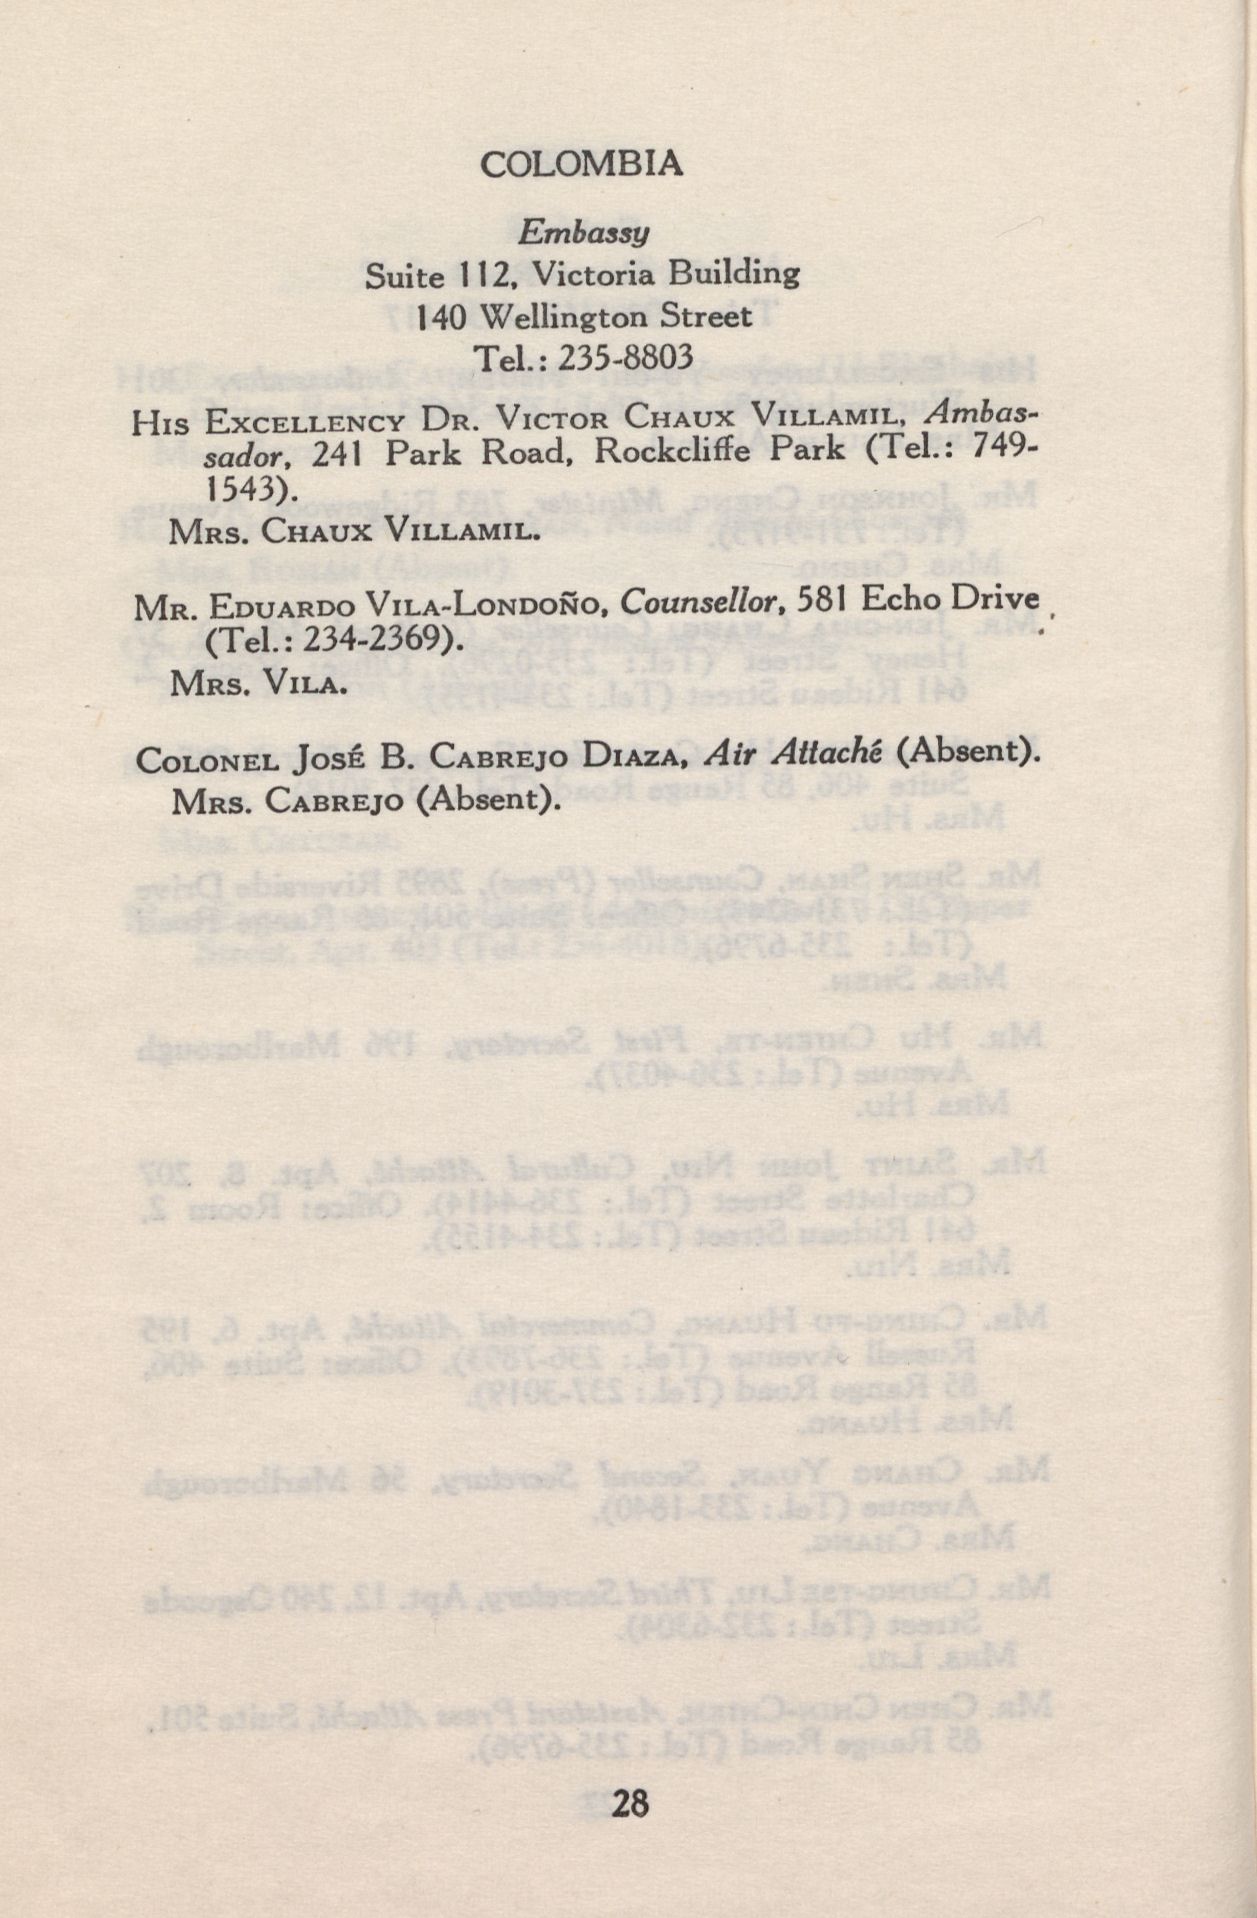 COLOMBIA
Embassy
Suite 112, Victoria Building
140 Wellington Street
Tel.: 235-8803
HIS EXCELLENCY DR. VICTOR CHAUX VILLAMIL, Ambas-
sador, 241 Park Road, Rockcliffe Park (Tel.: 749-
1543).
MRS. CHAUX VILLAMIL.
MR. EDUARDO VILA-LONDOÑO, Counsellor, 581 Echo Drive
(Tel.: 234-2369).
MRS. VILA.
COLONEL JOSÉ B. CABREJO DIAZA, Air Attaché (Absent).
MRS. CABREJO (Absent).
28